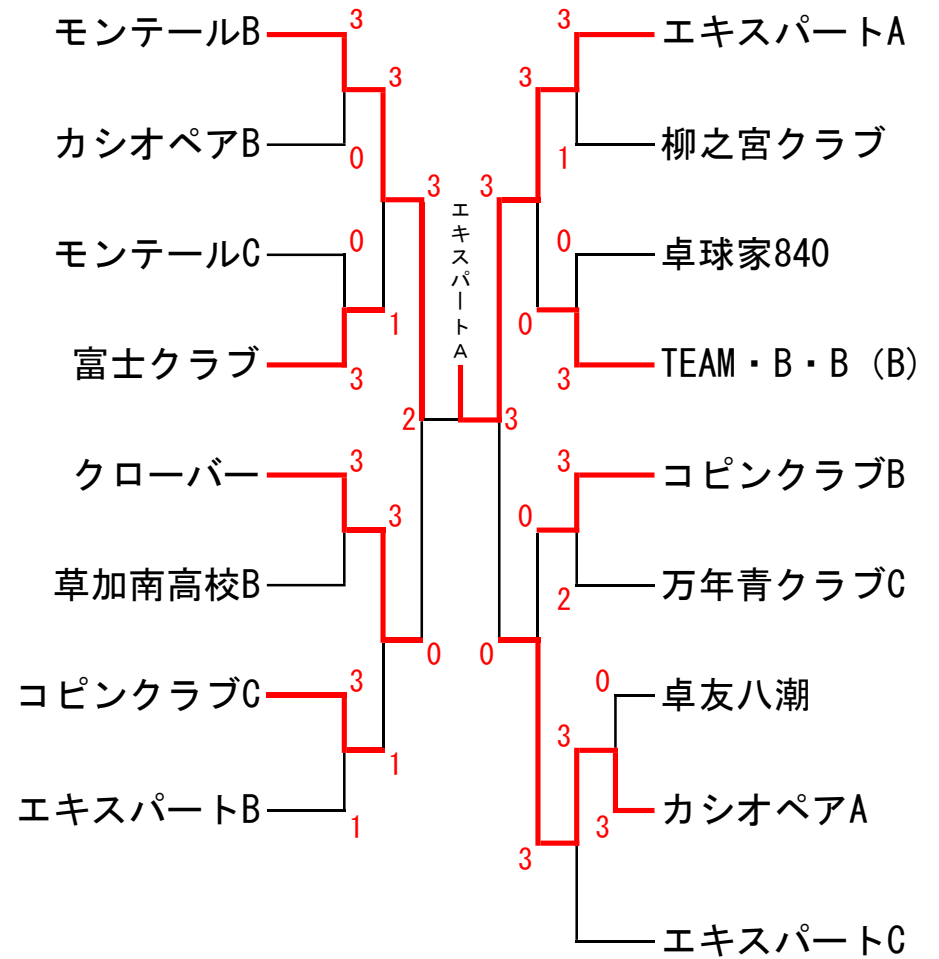 モンテールB
3
3
カシオペアB
0
3
モンテールC
0
1
富士クラブ
3
2
クローバー
3
3
草加南高校B
0
コピンクラブC
3
1
エキスパートB
1
エキスパートA
3
エキスパートA
3
3
柳之宮クラブ
1
3
卓球家840
0
0
TEAM・B・B (B)
3
3
コピンクラブB
3
0
万年青クラブC
2
0
卓友八潮
0
3
カシオペアA
3
3
エキスパートC